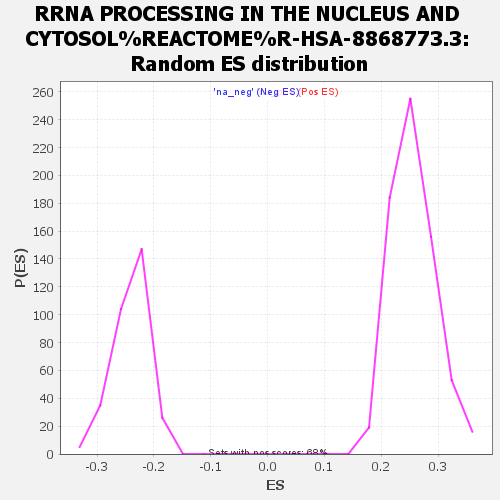 RRNA PROCESSING IN THE NUCLEUS AND
CYTOSOL%REACTOME%R-HSA-8868773.3:
Random ES distribution
'na_neg' (Neg ES)(Pos ES)
260
240
220
200
180
160
140
120
100
80
60
40
20
0
P(ES)
Sets with pos scores: 68%
-0.3 -0.2 -0.1 0.0 0.1 0.2 0.3
ES